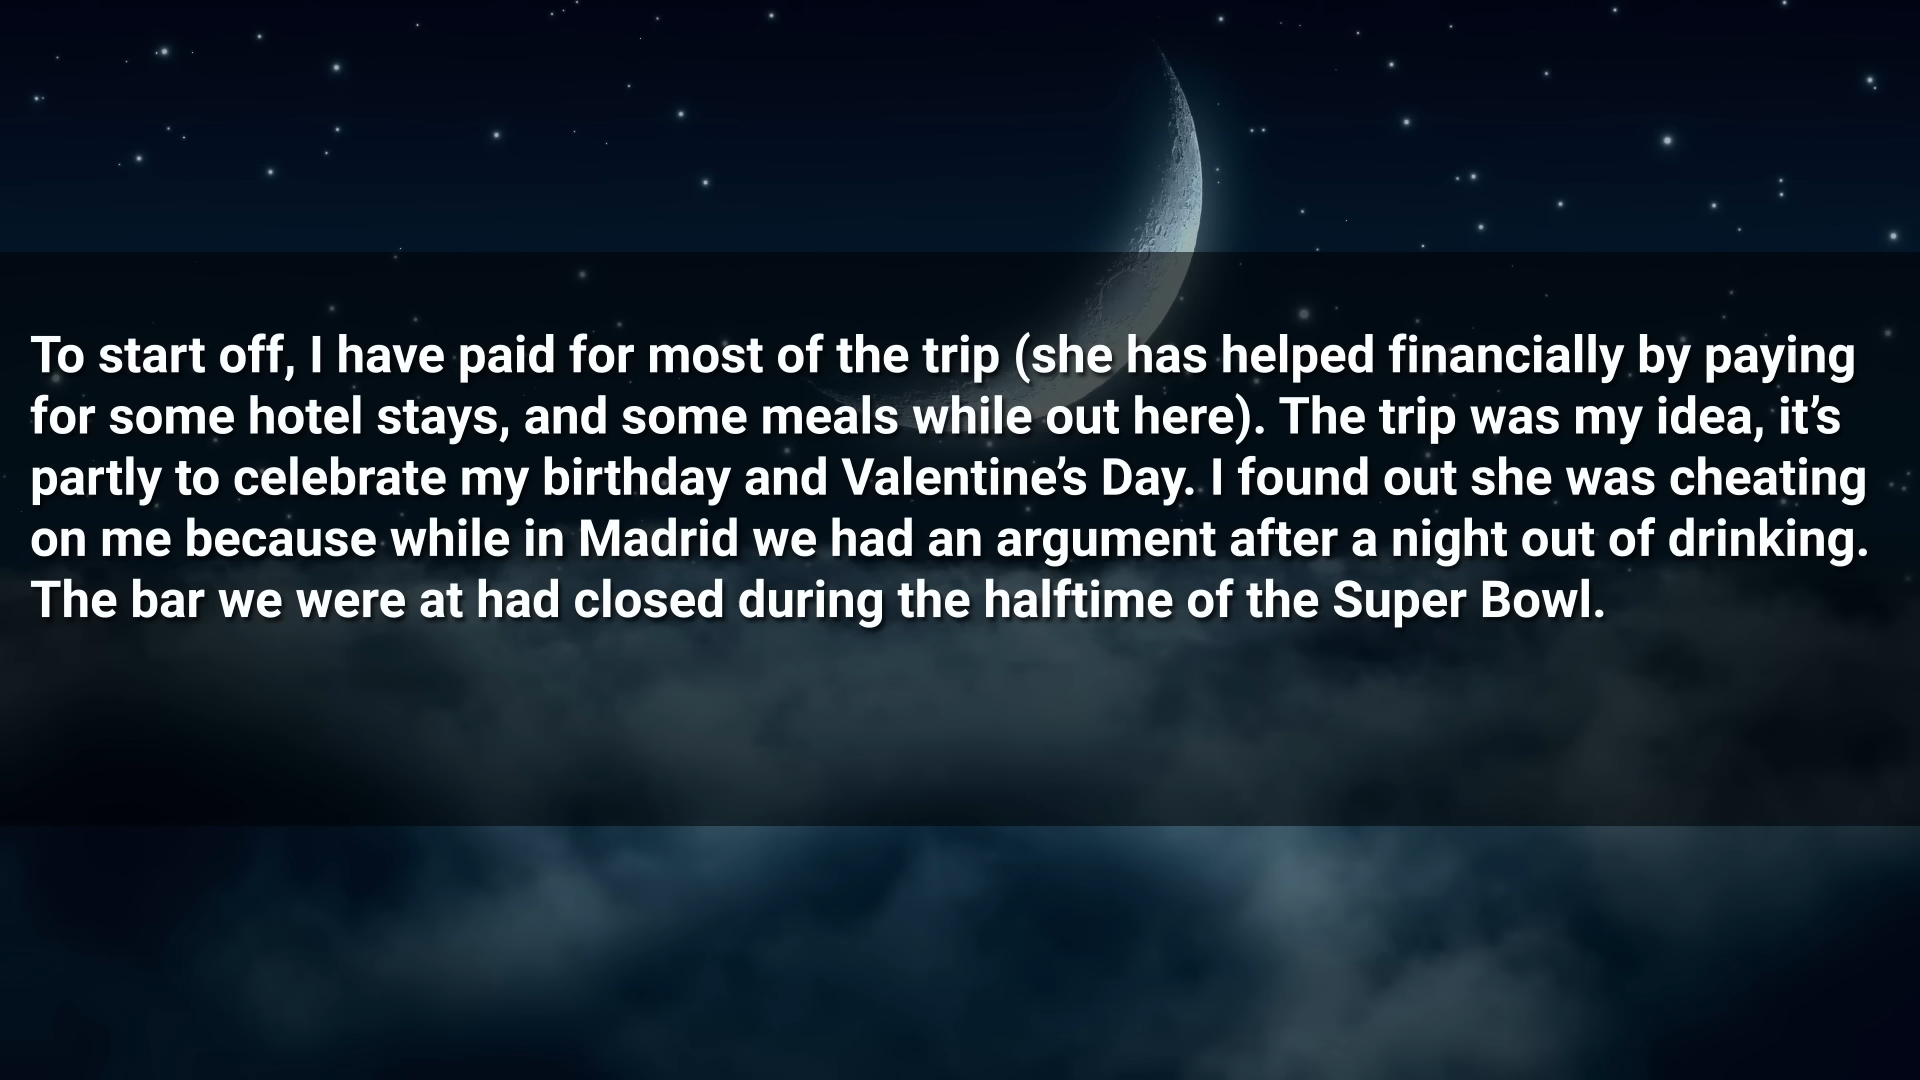 To start off, I have paid for most of the trip (she has helped financially by paying
for some hotel stays, and some meals while out here). The trip was my idea, it’s
partly to celebrate my birthday and Valentine’s Day. I found out she was cheating
on me because while in Madrid we had an argument after a night out of drinking.
The bar we were at had closed during the halftime of the Super Bowl.